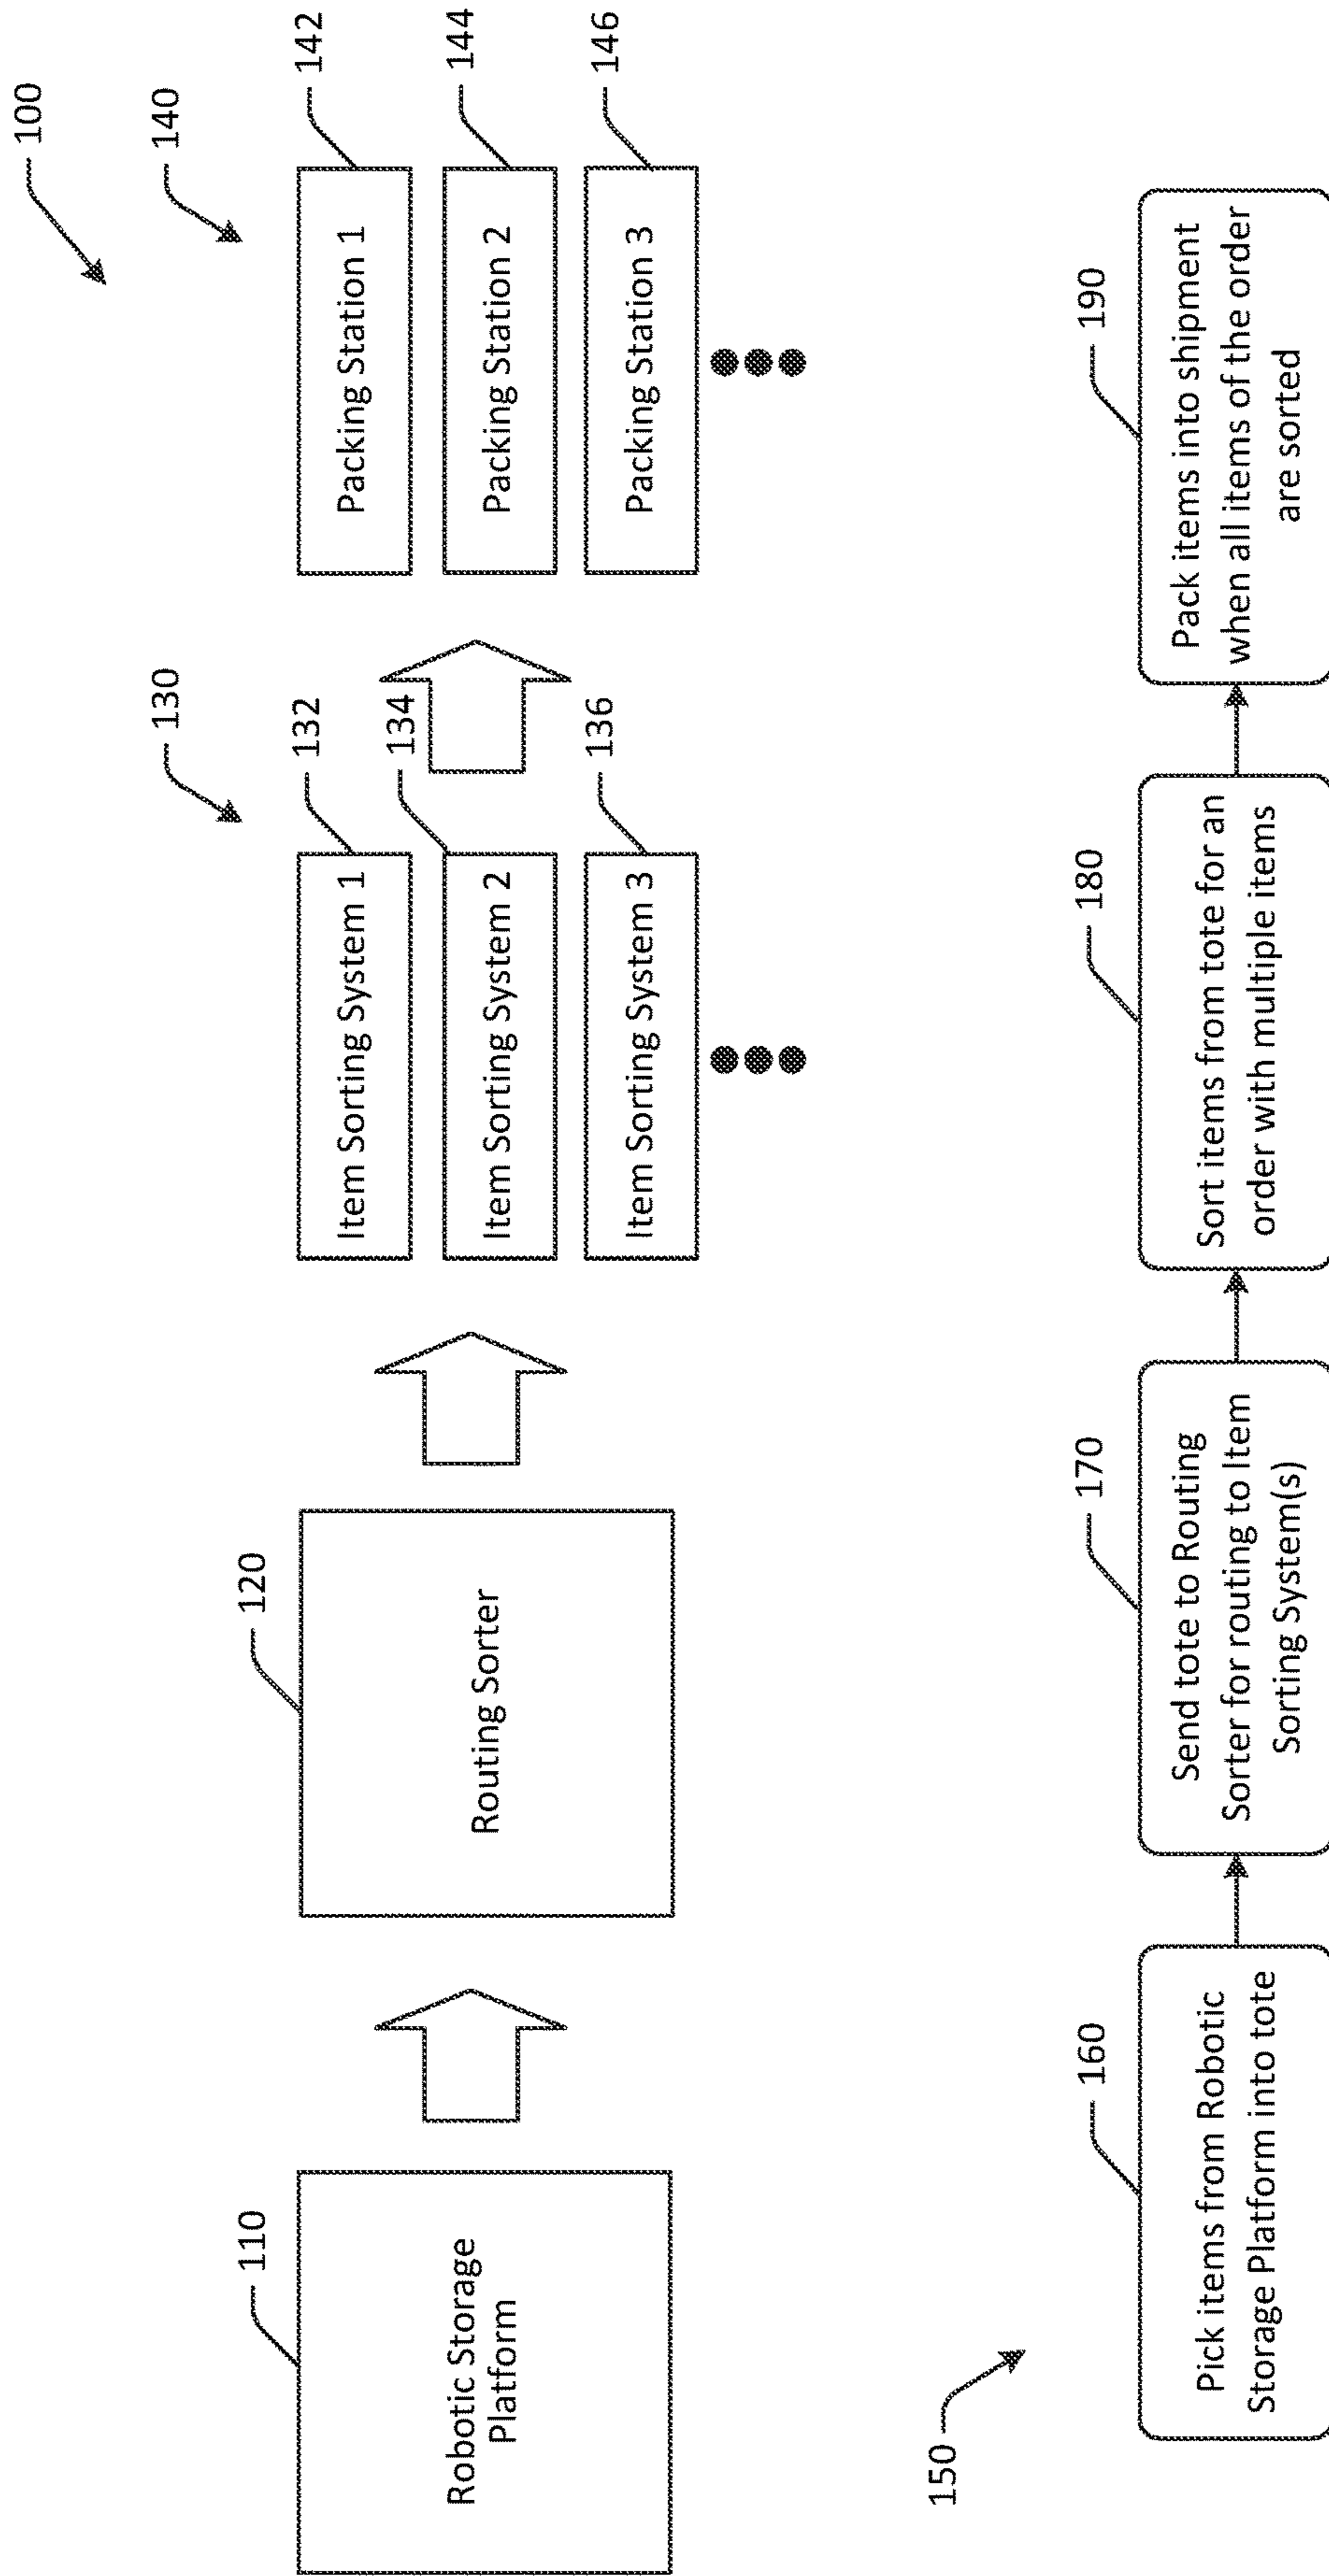 100
110
Robotic Storage
Platform
120
Routing Sorter
130
132
Item Sorting System 1
134
Item Sorting System 2
136
Item Sorting System 3
140
142
Packing Station 1
144
Packing Station 2
146
Packing Station 3
150
160
Pick items from Robotic
Storage Platform into tote
170
Send tote to Routing
Sorter for routing to Item
Sorting System(s)
180
Sort items from tote for an
order with multiple items
190
Pack items into shipment
when all items of the order
are sorted